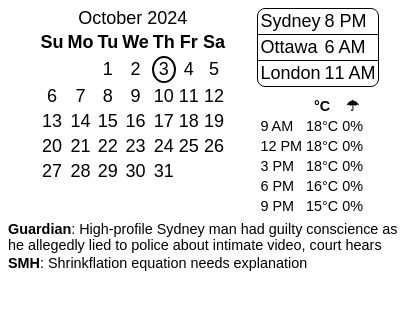 October 2024
Su Mo Tu We Th Fr Sa
1 2 3 4 5
6 7 8 9 10 11 12
13 14 15 16 17 18 19
20 21 22 23 24 25 26
27 28 29 30 31
Sydney 8 PM
Ottawa 6 AM
London 11 AM
°C ☂
9 AM 18°C 0%
12 PM 18°C 0%
3 PM 18°C 0%
6 PM 16°C 0%
9 PM 15°C 0%
Guardian: High-profile Sydney man had guilty conscience as
he allegedly lied to police about intimate video, court hears
SMH: Shrinkflation equation needs explanation